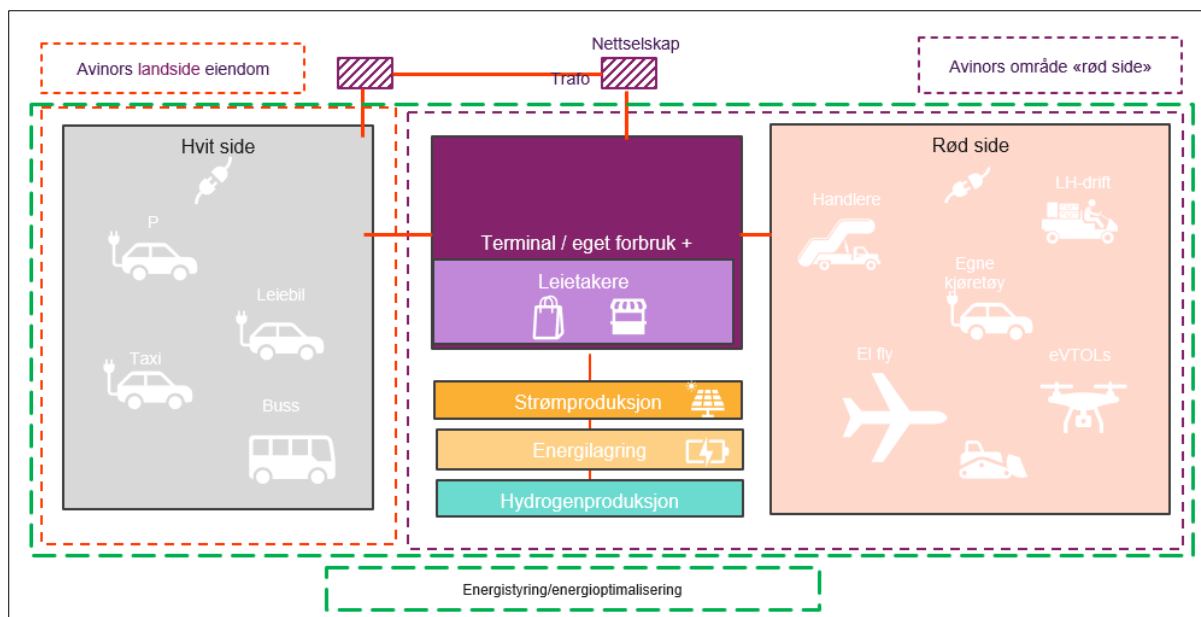 Nettselskap
Avinors landside eiendom
Trafo
Avinors område «rød side»
Hvit side
P
Leiebil
Taxi
Buss
Terminal / eget forbruk +
Leietakere
Strømproduksjon
Energilagring
Hydrogenproduksjon
Rød side
Handlere
LH-drift
Egne
kjøretøy
El fly
eVTOLs
Energistyring/energioptimalisering